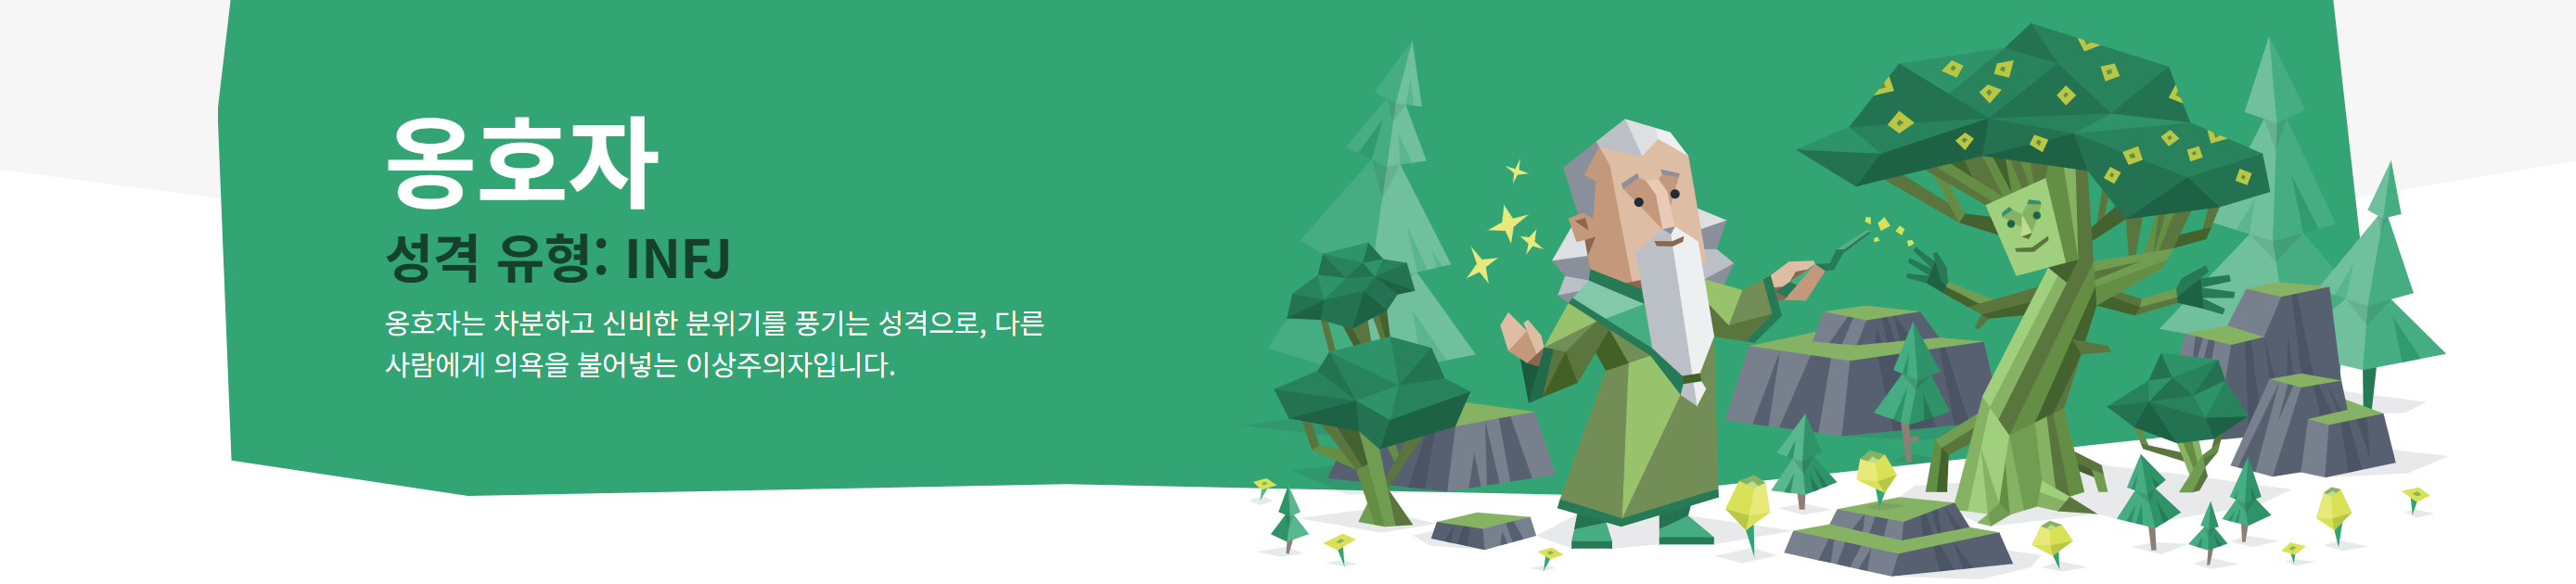 옹호자
성격 유형: INFJ
옹호자는 차분하고 신비한 분위기를 풍기는 성격으로, 다른
사람에게 의욕을 불어넣는 이상주의자입니다.